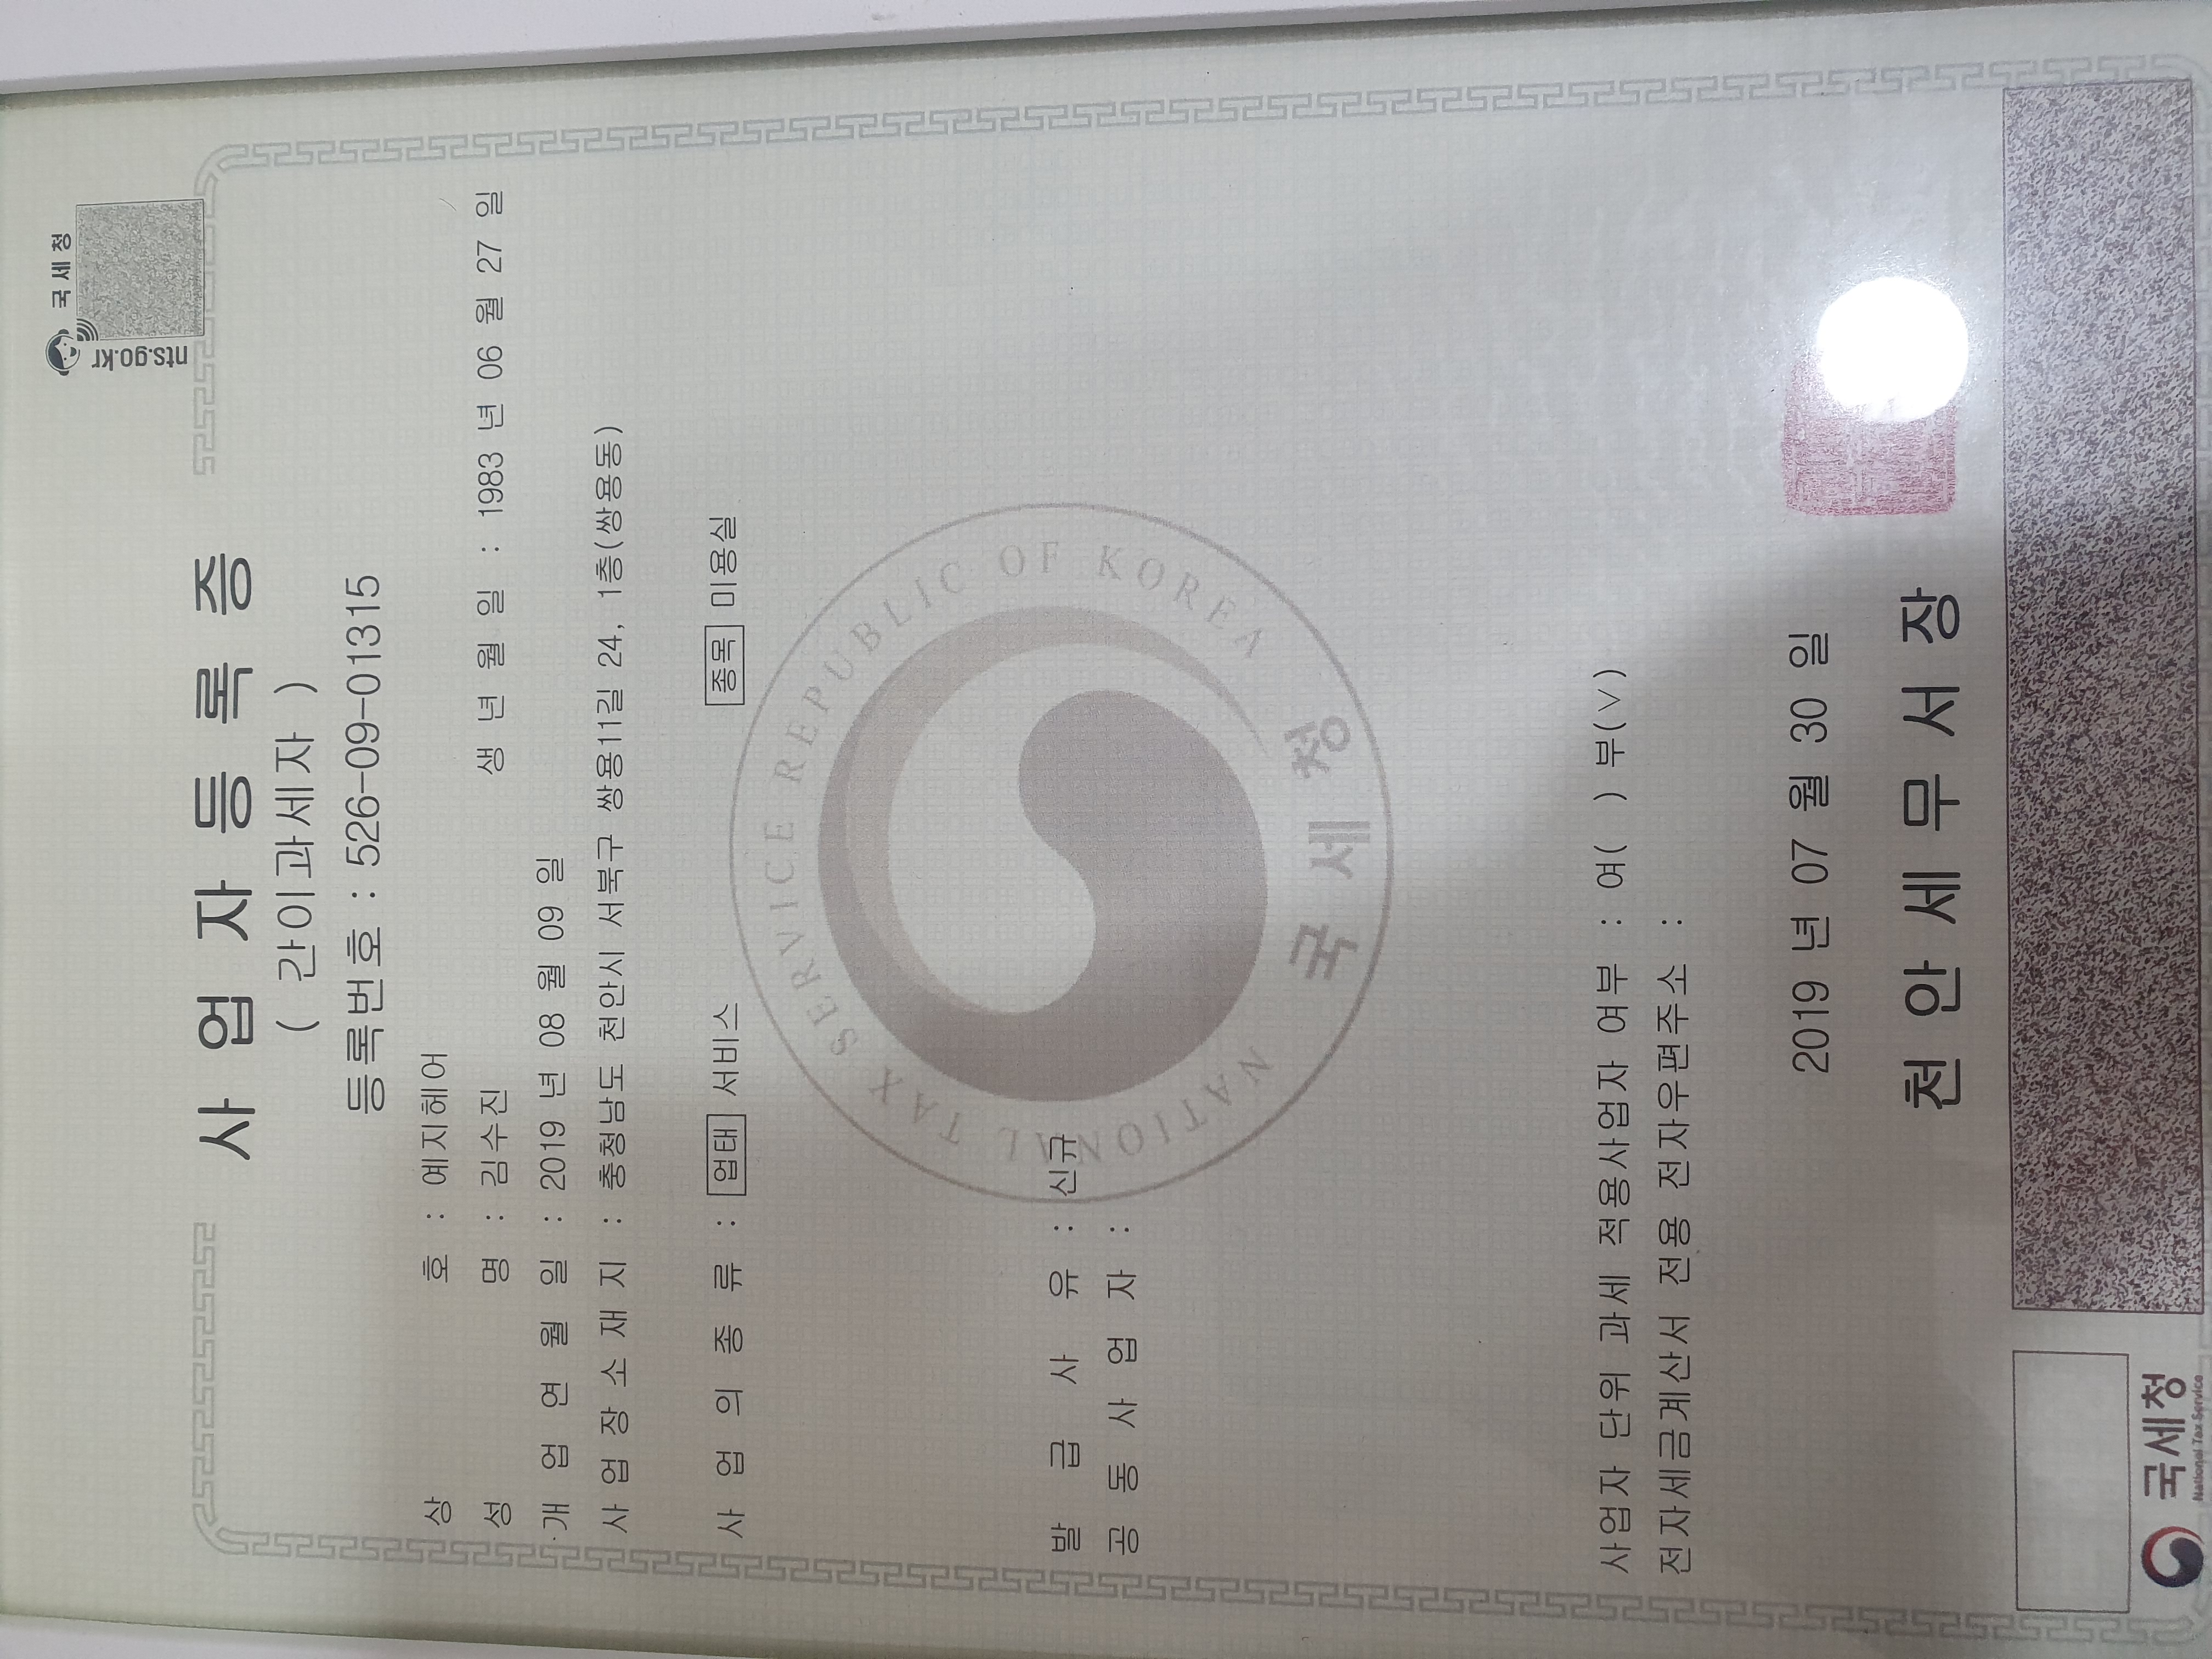 국세청
nts.go.kr
사업자등록증
( 간이과세자 )
등록번호 : 526-09-01315
상 호 : 예지헤어
성 명 : 김수진 생 년 월 일 : 1983 년 06 월 27 일
개 업 연 월 일 : 2019 년 08 월 09 일
사 업 장 소 재 지 : 충청남도 천안시 서북구 쌍용11길 24, 1층(쌍용동)
사 업 의 종 류 : 업태 서비스 종목 미용실
NATIONAL TAX SERVICE REPUBLIC OF KOREA
국세청
발 급 사 유 : 신규
공 동 사 업 자 :
사업자 단위 과세 적용사업자 여부 : 여( ) 부(∨)
전자세금계산서 전용 전자우편주소 :
2019 년 07 월 30 일
천안세무서장
국세청
National Tax Service